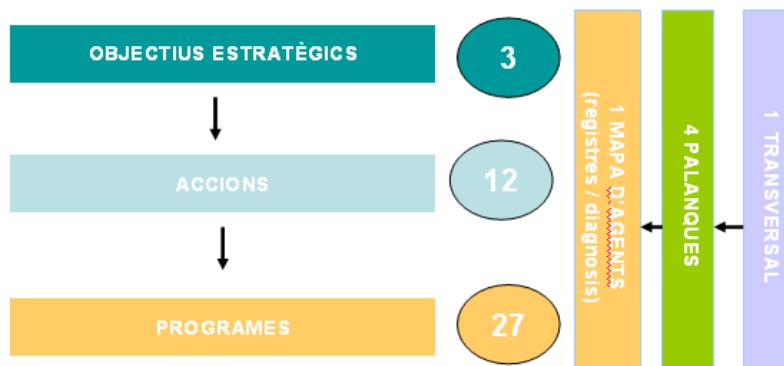 OBJECTIUS ESTRATÈGICS
3
ACCIONS
12
PROGRAMES
27
1 MAPA D'AGENTS
(registres / diagnosis)
4 PALANQUES
1 TRANSVERSAL